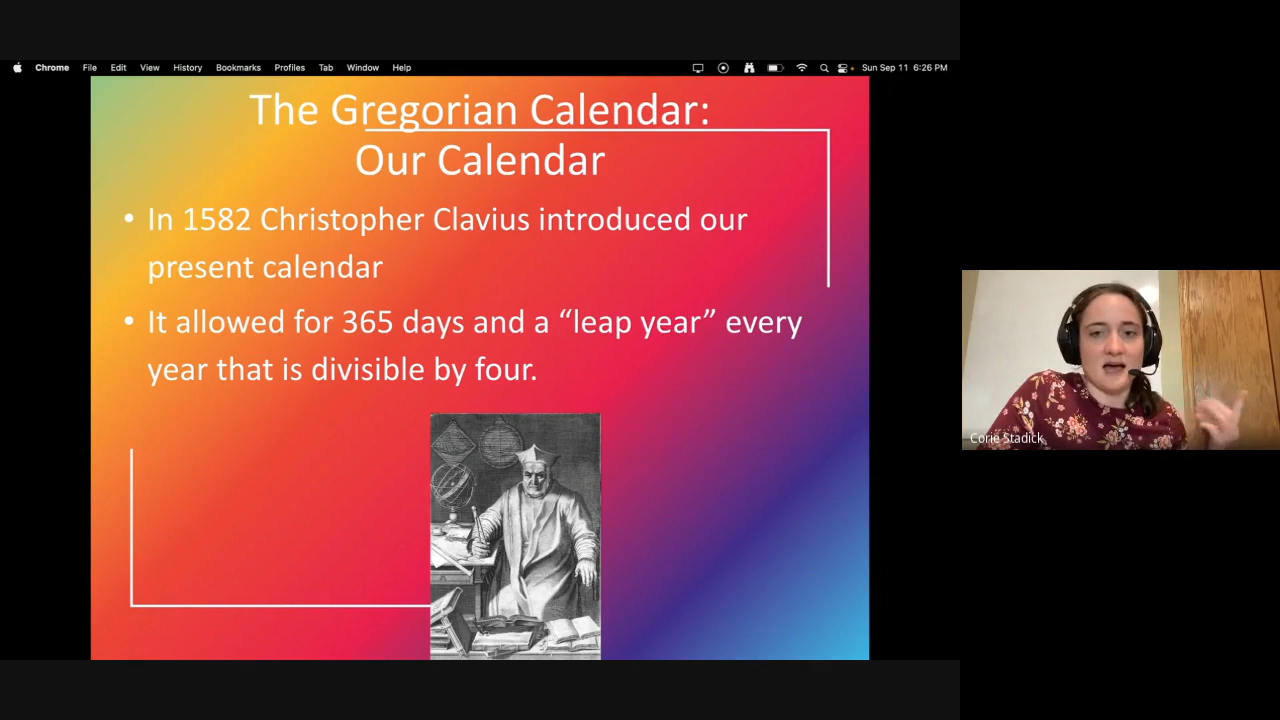 Chrome File Edit View History Bookmarks Profiles Tab Window Help Sun Sep 11 6:26 PM
The Gregorian Calendar:
Our Calendar
• In 1582 Christopher Clavius introduced our
present calendar
• It allowed for 365 days and a “leap year” every
year that is divisible by four.
Corie Stadick